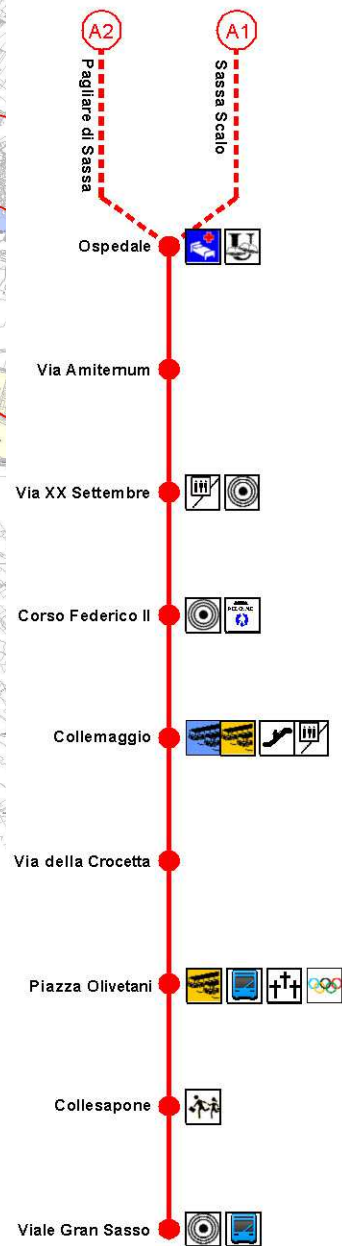 A2
A1
Pagliare di Sassa
Sassa Scalo
Ospedale
U
Via Amiternum
Via XX Settembre
Corso Federico II
Collemaggio
Via della Crocetta
Piazza Olivetani
Collesapone
Viale Gran Sasso